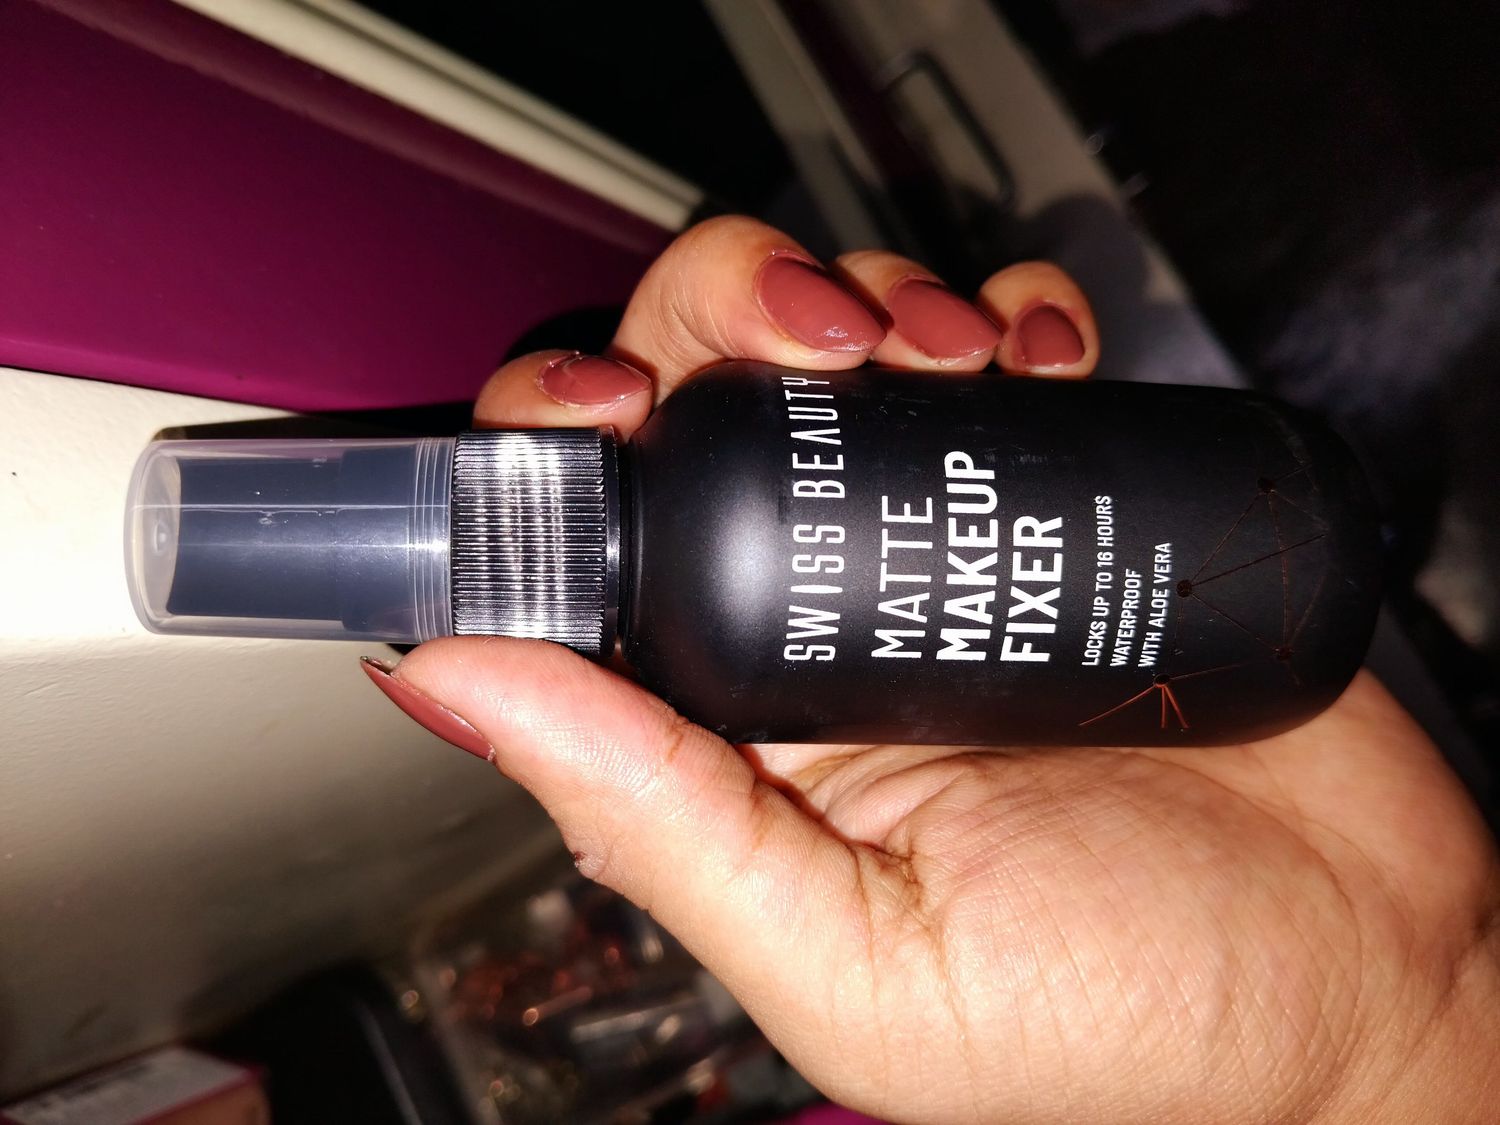 SWISS BEAUTY
MATTE
MAKEUP
FIXER
LOCKS UP TO 16 HOURS
WATERPROOF
WITH ALOE VERA